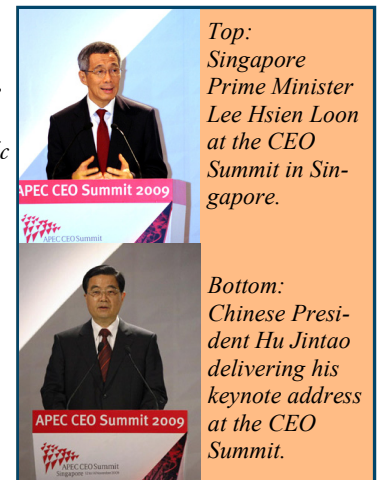 ic
APEC CEO Summit 2009
APEC CEO Summit
Top:
Singapore
Prime Minister
Lee Hsien Loon
at the CEO
Summit in Sin-
gapore.
APEC CEO Summit 2009
APEC CEO Summit
Bottom:
Chinese Presi-
dent Hu Jintao
delivering his
keynote address
at the CEO
Summit.